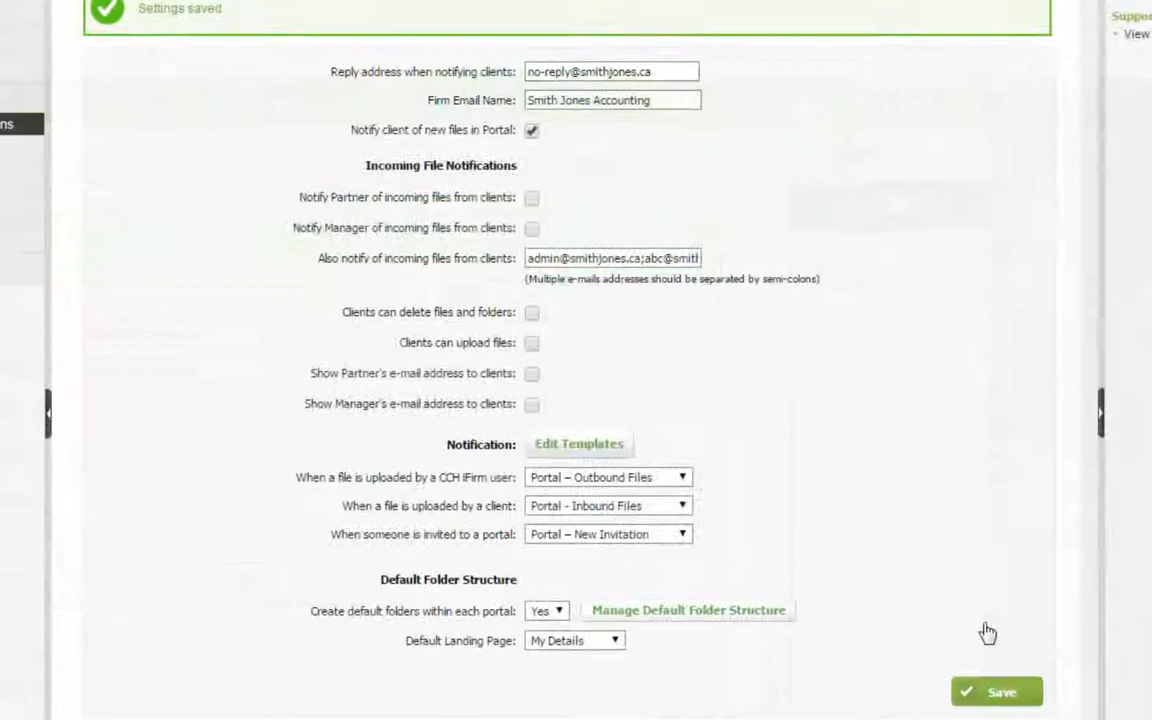 Settings saved
Suppor
- View
ns
Reply address when notifying clients: no-reply@smithjones.ca
Firm Email Name: Smith Jones Accounting
Notify client of new files in Portal:
Incoming File Notifications
Notify Partner of incoming files from clients:
Notify Manager of incoming files from clients:
Also notify of incoming files from clients: admin@smithjones.ca;abc@smitl
(Multiple e-mails addresses should be separated by semi-colons)
Clients can delete files and folders:
Clients can upload files:
Show Partner's e-mail address to clients:
Show Manager's e-mail address to clients:
Notification: Edit Templates
When a file is uploaded by a CCH iFirm user: Portal – Outbound Files
When a file is uploaded by a client: Portal - Inbound Files
When someone is invited to a portal: Portal – New Invitation
Default Folder Structure
Create default folders within each portal: Yes Manage Default Folder Structure
Default Landing Page: My Details
Save